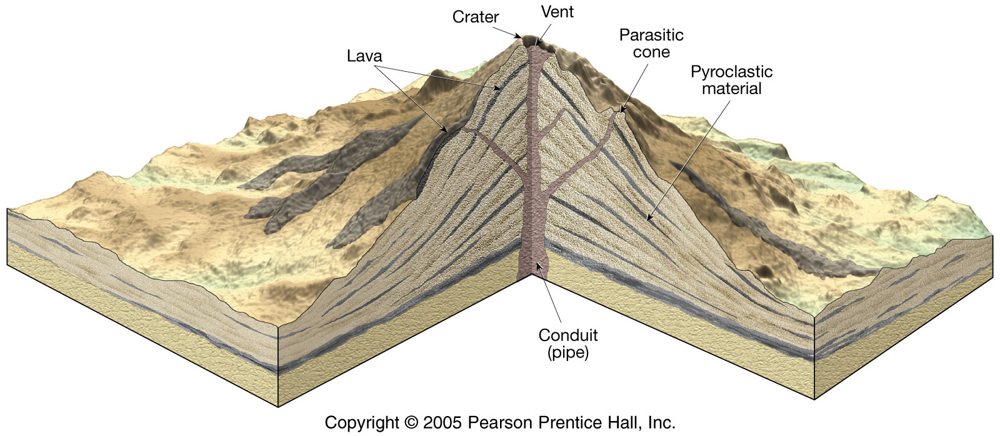 Vent
Crater
Parasitic
cone
Lava
Pyroclastic
material
Conduit
(pipe)
Copyright © 2005 Pearson Prentice Hall, Inc.